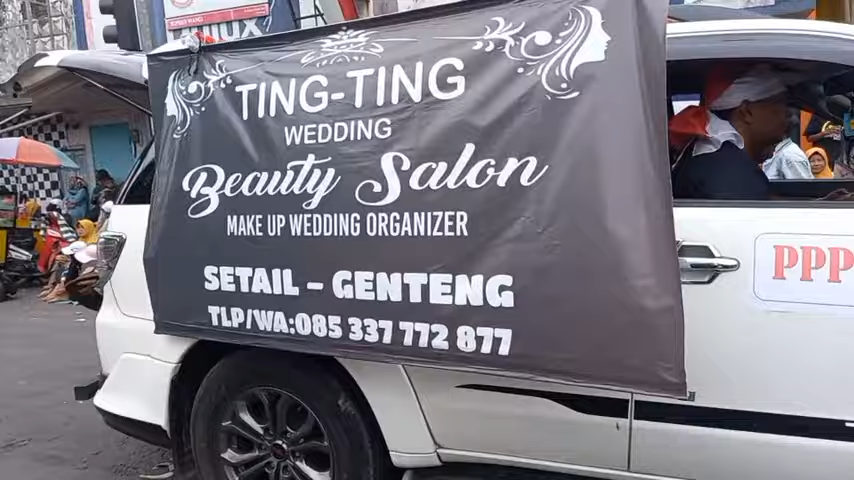 TING-TING
WEDDING
Beauty Salon
MAKE UP WEDDING ORGANIZER
SETAIL - GENTENG
TLP/WA:085 337 772 877
PPP